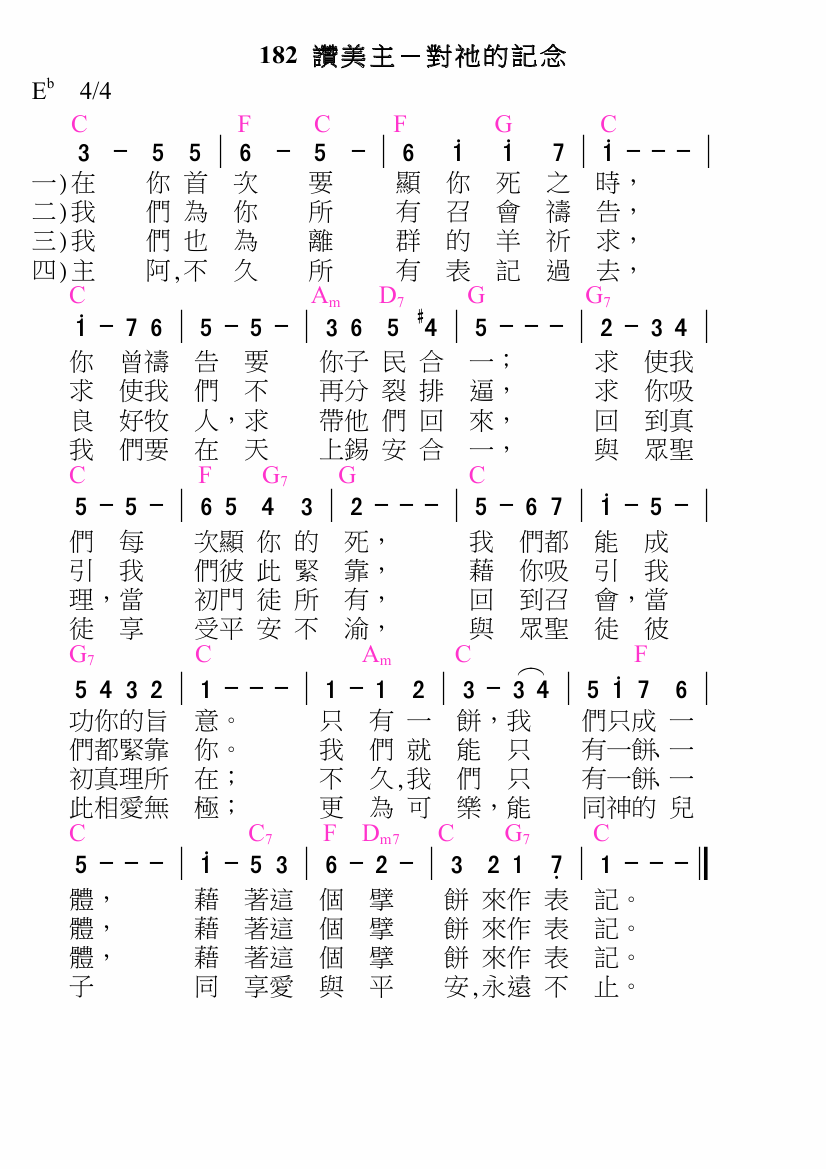 182 讚美主－對祂的記念
E♭ 4/4
C F C F G C
3 － 5 5 | 6 － 5 － | 6 i̇ i̇ 7 | i̇ － － － |
一)在 你 首 次 要 顯 你 死 之 時，
二)我 們 為 你 所 有 召 會 禱 告，
三)我 們 也 為 離 群 的 羊 祈 求，
四)主 阿,不 久 所 有 表 記 過 去，
C Am D7 G G7
i̇ － 7 6 | 5 － 5 － | 3 6 5 #4 | 5 － － － | 2 － 3 4 |
你 曾禱 告 要 你子 民 合 一； 求 使我
求 使我 們 不 再分 裂 排 逼， 求 你吸
良 好牧 人，求 帶他 們 回 來， 回 到真
我 們要 在 天 上錫 安 合 一， 與 眾聖
C F G7 G C
5 － 5 － | 6 5 4 3 | 2 － － － | 5 － 6 7 | i̇ － 5 － |
們 每 次顯 你 的 死， 我 們都 能 成
引 我 們彼 此 緊 靠， 藉 你吸 引 我
理，當 初門 徒 所 有， 回 到召 會，當
徒 享 受平 安 不 渝， 與 眾聖 徒 彼
G7 C Am C F
5 4 3 2 | 1 － － － | 1 － 1 2 | 3 － 3 4 | 5 i̇ 7 6 |
功你的旨 意。 只 有 一 餅，我 們只成 一
們都緊靠 你。 我 們 就 能 只 有一餅、一
初真理所 在； 不 久,我 們 只 有一餅、一
此相愛無 極； 更 為 可 樂，能 同神的 兒
C C7 F Dm7 C G7 C
5 － － － | i̇ － 5 3 | 6 － 2 － | 3 2 1 7̣ | 1 － － － ‖
體， 藉 著這 個 擘 餅 來作 表 記。
體， 藉 著這 個 擘 餅 來作 表 記。
體， 藉 著這 個 擘 餅 來作 表 記。
子 同 享愛 與 平 安,永遠 不 止。